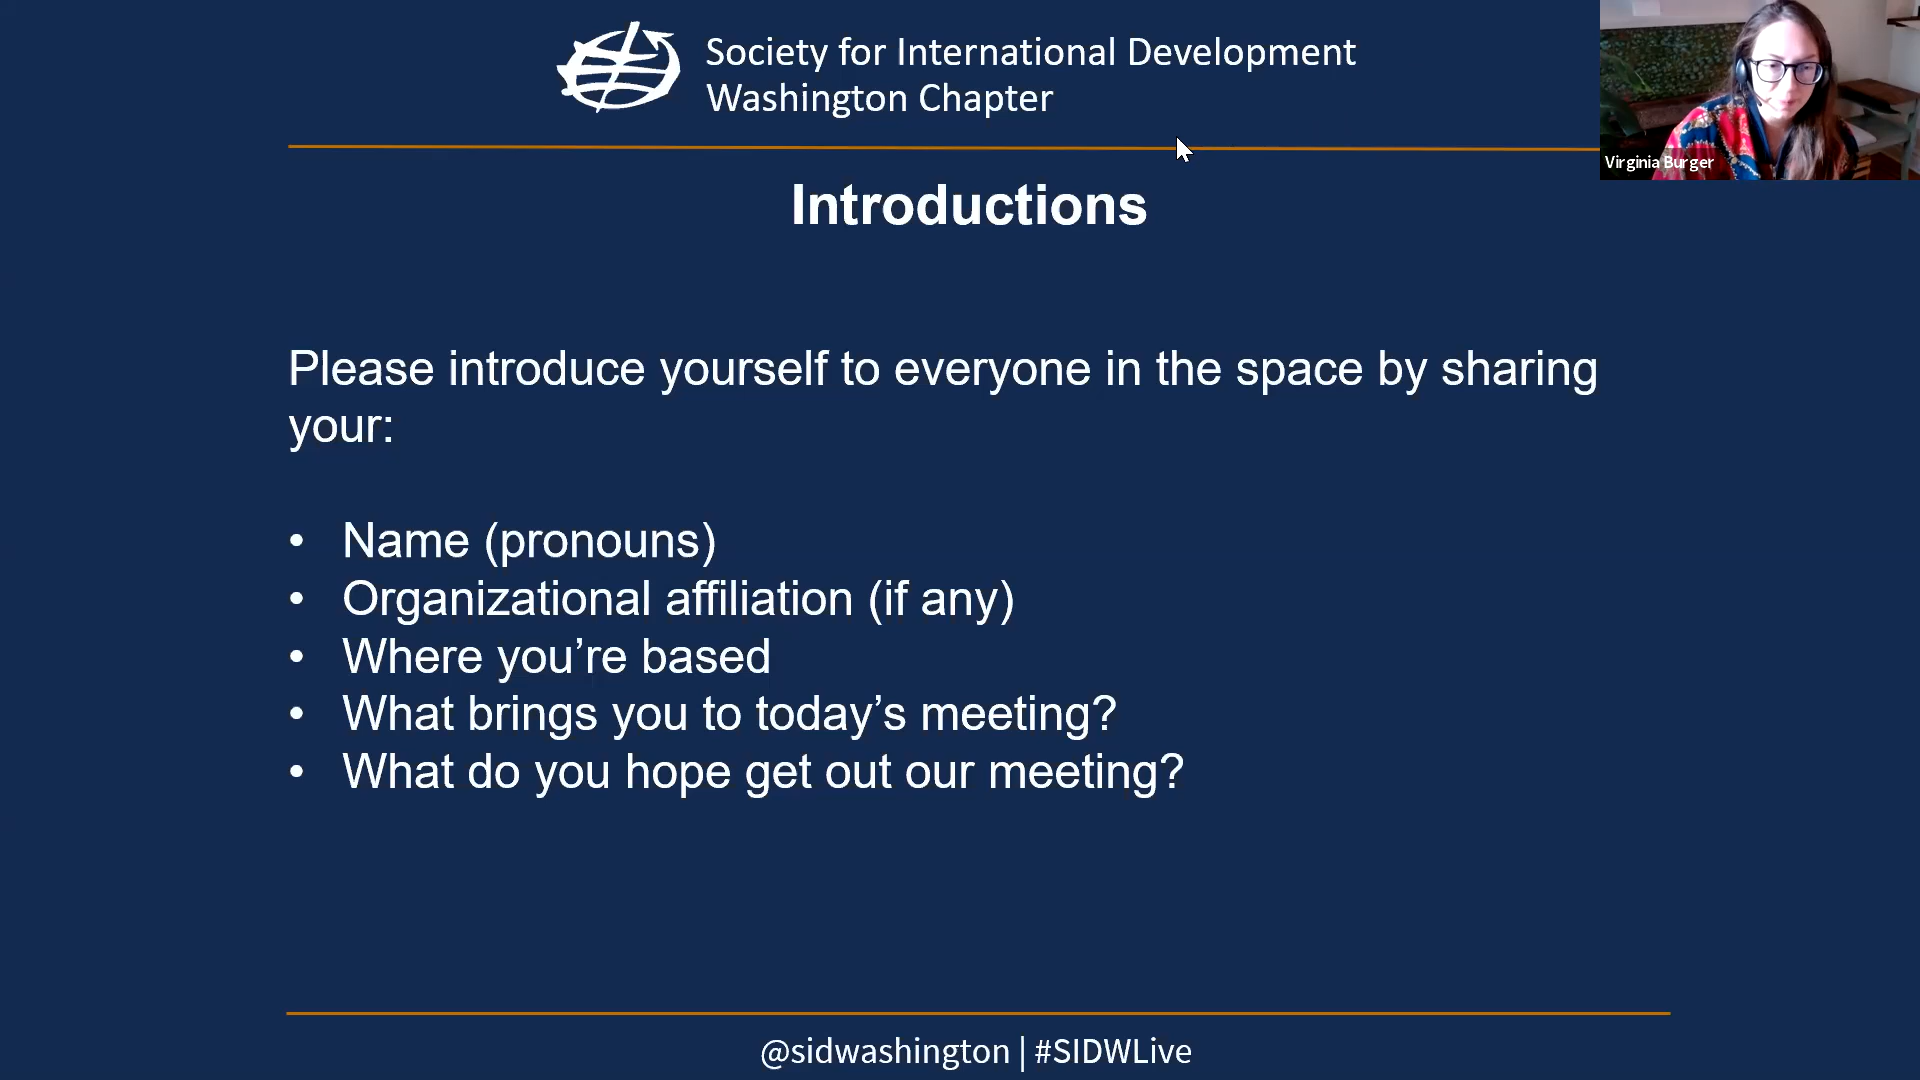 Society for International Development
Washington Chapter
Virginia Burger
Introductions
Please introduce yourself to everyone in the space by sharing
your:
• Name (pronouns)
• Organizational affiliation (if any)
• Where you’re based
• What brings you to today’s meeting?
• What do you hope get out our meeting?
@sidwashington | #SIDWLive